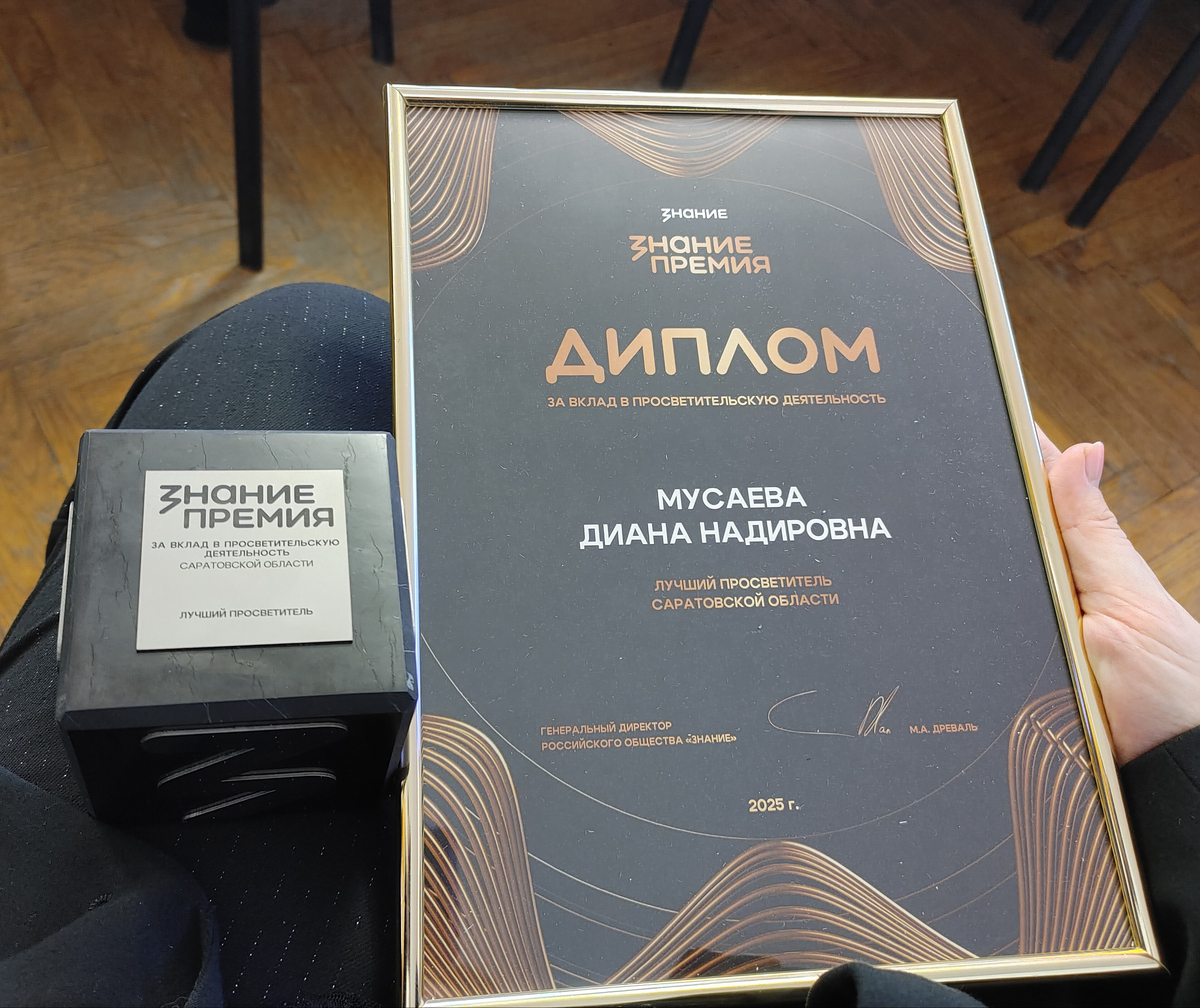 ЗНАНИЕ
ЗНАНИЕ
ПРЕМИЯ
ДИПЛОМ
ЗА ВКЛАД В ПРОСВЕТИТЕЛЬСКУЮ ДЕЯТЕЛЬНОСТЬ
МУСАЕВА
ДИАНА НАДИРОВНА
ЛУЧШИЙ ПРОСВЕТИТЕЛЬ
САРАТОВСКОЙ ОБЛАСТИ
ГЕНЕРАЛЬНЫЙ ДИРЕКТОР
РОССИЙСКОГО ОБЩЕСТВА «ЗНАНИЕ»
М.А. ДРЕВАЛЬ
2025 г.
ЗНАНИЕ
ПРЕМИЯ
ЗА ВКЛАД В ПРОСВЕТИТЕЛЬСКУЮ
ДЕЯТЕЛЬНОСТЬ
САРАТОВСКОЙ ОБЛАСТИ
ЛУЧШИЙ ПРОСВЕТИТЕЛЬ